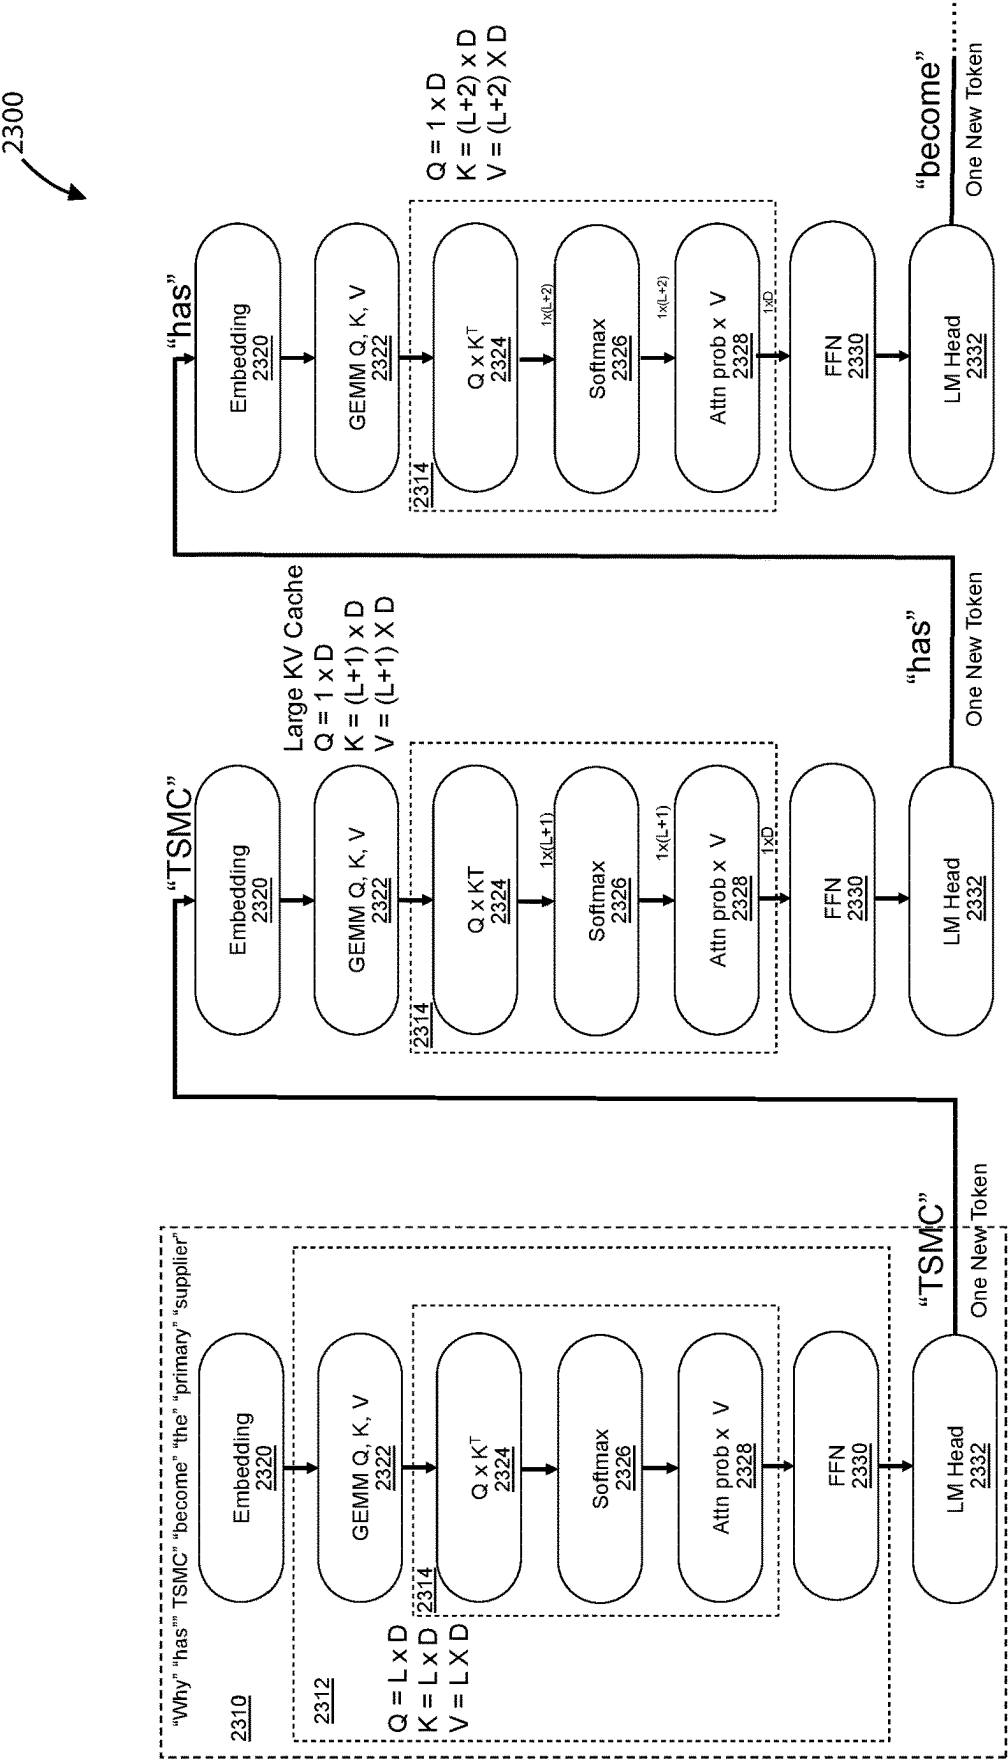 2300
“Why” “has”” TSMC” “become” “the” “primary” “supplier”
2310
2312
Q = L x D
K = L x D
V = L X D
2314
Embedding
2320
GEMM Q, K, V
2322
Q x Kᵀ
2324
Softmax
2326
Attn prob x V
2328
FFN
2330
LM Head
2332
“TSMC”
One New Token
“TSMC”
Large KV Cache
Q = 1 x D
K = (L+1) x D
V = (L+1) X D
2314
Embedding
2320
GEMM Q, K, V
2322
Q x KT
2324
1x(L+1)
Softmax
2326
1x(L+1)
Attn prob x V
2328
1xD
FFN
2330
LM Head
2332
“has”
One New Token
“has”
Q = 1 x D
K = (L+2) x D
V = (L+2) X D
2314
Embedding
2320
GEMM Q, K, V
2322
Q x Kᵀ
2324
1x(L+2)
Softmax
2326
1x(L+2)
Attn prob x V
2328
1xD
FFN
2330
LM Head
2332
“become”
One New Token